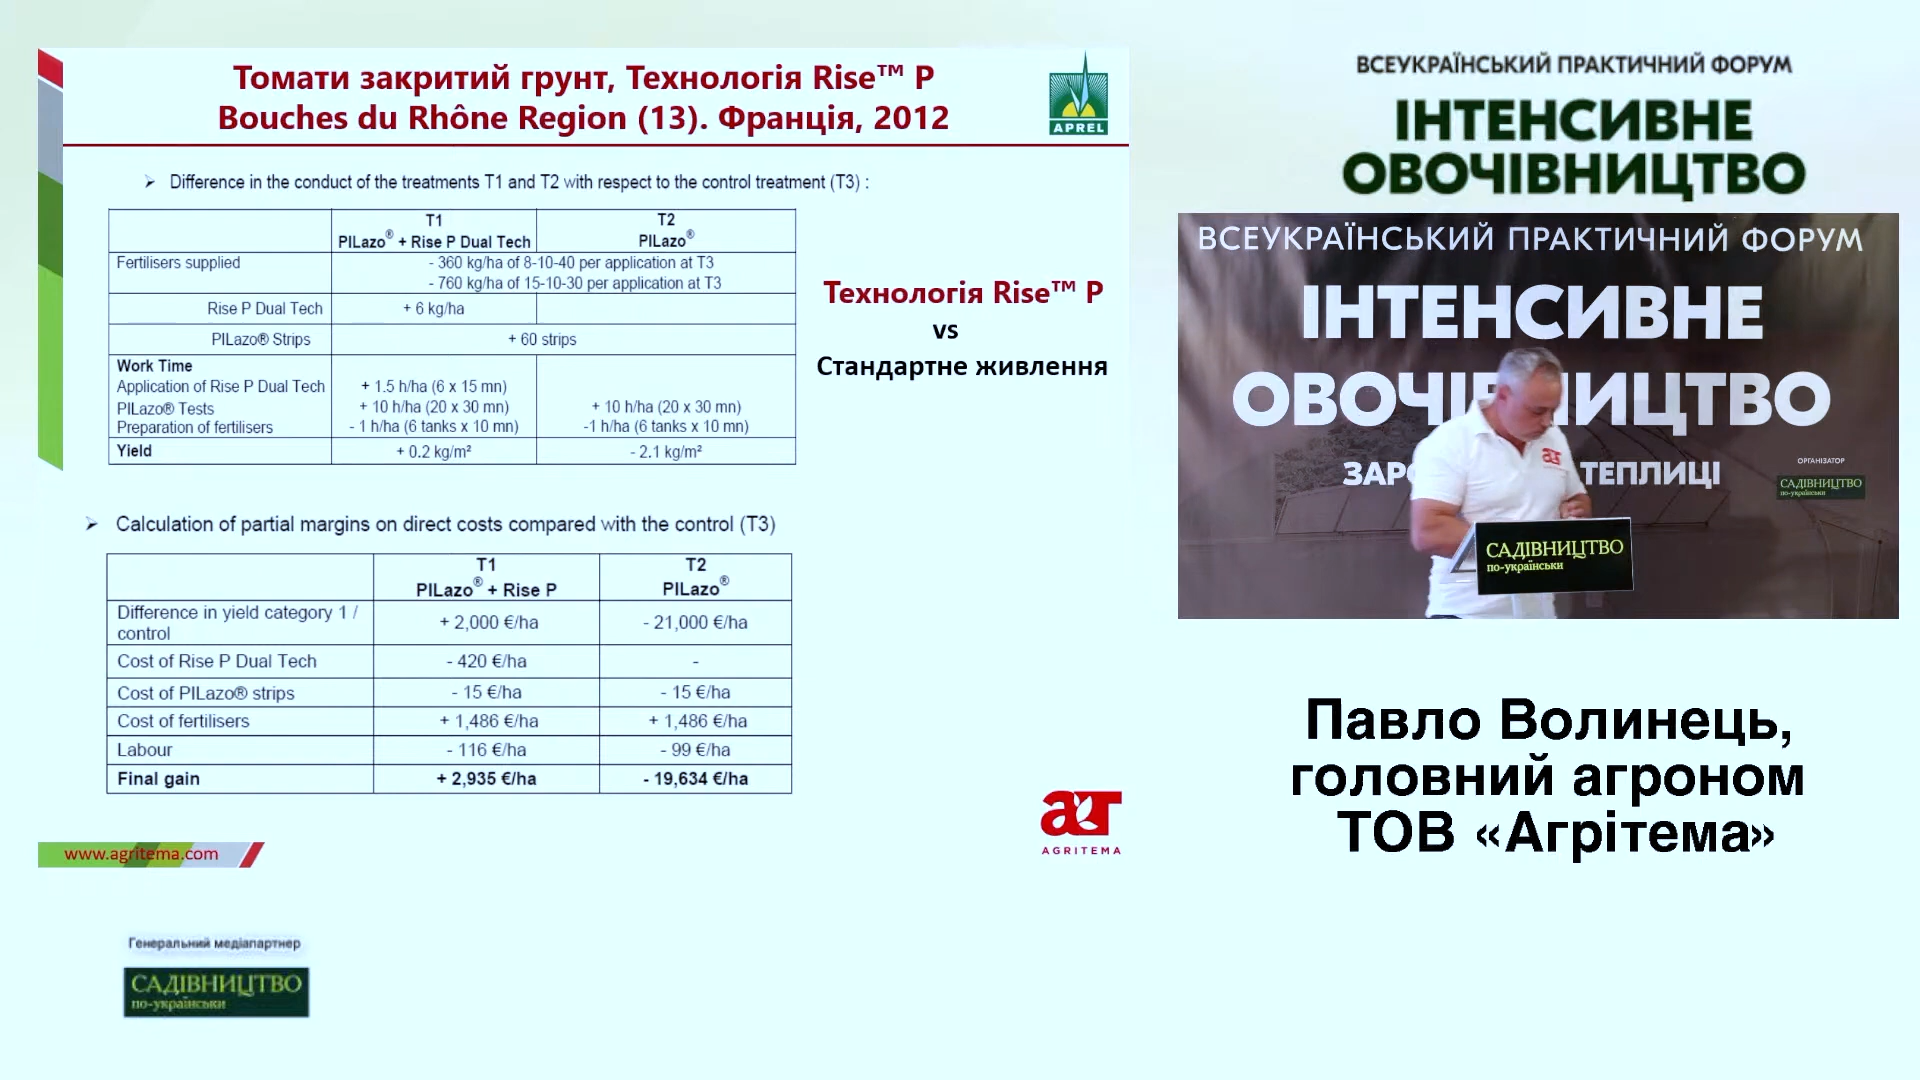 Томати закритий грунт, Технологія Rise™ P
Bouches du Rhône Region (13). Франція, 2012
APREL
➢ Difference in the conduct of the treatments T1 and T2 with respect to the control treatment (T3) :
T1
PILazo® + Rise P Dual Tech
T2
PILazo®
Fertilisers supplied
- 360 kg/ha of 8-10-40 per application at T3
- 760 kg/ha of 15-10-30 per application at T3
Rise P Dual Tech
+ 6 kg/ha
PILazo® Strips
+ 60 strips
Work Time
Application of Rise P Dual Tech
+ 1.5 h/ha (6 x 15 mn)
PILazo® Tests
+ 10 h/ha (20 x 30 mn)
+ 10 h/ha (20 x 30 mn)
Preparation of fertilisers
- 1 h/ha (6 tanks x 10 mn)
-1 h/ha (6 tanks x 10 mn)
Yield
+ 0.2 kg/m²
- 2.1 kg/m²
Технологія Rise™ P
vs
Стандартне живлення
➢ Calculation of partial margins on direct costs compared with the control (T3)
T1
PILazo® + Rise P
T2
PILazo®
Difference in yield category 1 /
control
+ 2,000 €/ha
- 21,000 €/ha
Cost of Rise P Dual Tech
- 420 €/ha
-
Cost of PILazo® strips
- 15 €/ha
- 15 €/ha
Cost of fertilisers
+ 1,486 €/ha
+ 1,486 €/ha
Labour
- 116 €/ha
- 99 €/ha
Final gain
+ 2,935 €/ha
- 19,634 €/ha
www.agritema.com
aт
AGRITEMA
Генеральний медіапартнер
САДІВНИЦТВО
по-українськи
ВСЕУКРАЇНСЬКИЙ ПРАКТИЧНИЙ ФОРУМ
ІНТЕНСИВНЕ
ОВОЧІВНИЦТВО
ВСЕУКРАЇНСЬКИЙ ПРАКТИЧНИЙ ФОРУМ
ІНТЕНСИВНЕ
ОВОЧІ ИЦТВО
ТЕПЛИЦІ
ОРГАНІЗАТОР
САДІВНИЦТВО
по-українськи
САДІВНИЦТВО
по-українськи
Павло Волинець,
головний агроном
ТОВ «Агрітема»